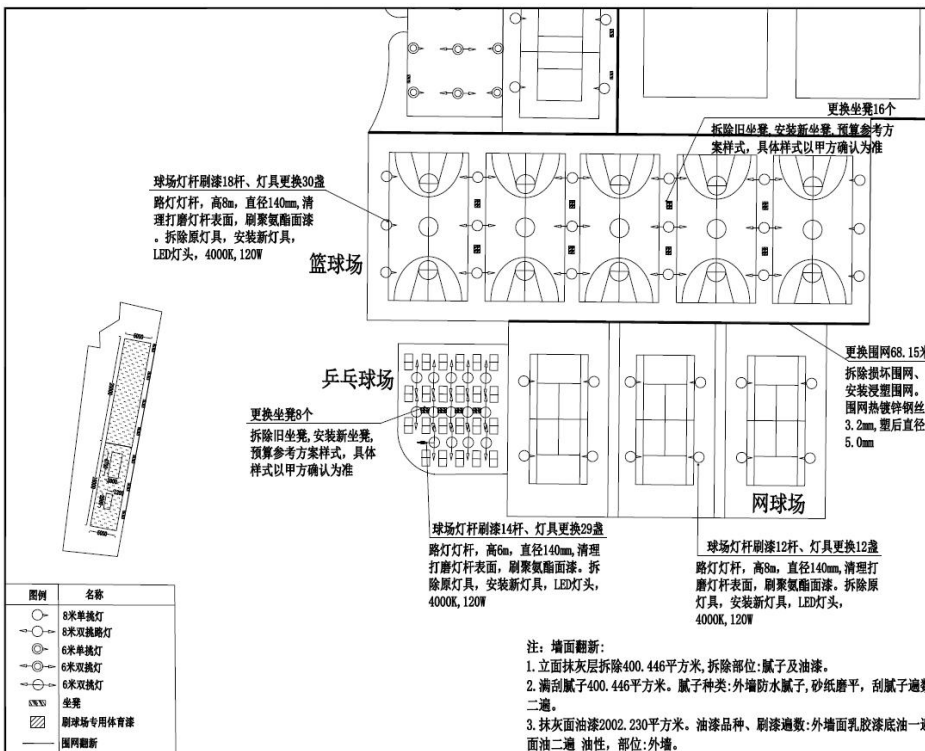 更换坐凳16个
拆除旧坐凳,安装新坐凳,预算参考方
案样式，具体样式以甲方确认为准
球场灯杆刷漆18杆、灯具更换30盏
路灯灯杆，高8m，直径140mm,清
理打磨灯杆表面，刷聚氨酯面漆
。拆除原灯具，安装新灯具，
LED灯头，4000K,120W
篮球场
更换围网68.15米
拆除损坏围网、
安装浸塑围网。
围网热镀锌钢丝
3.2mm,塑后直径
5.0mm
乒乓球场
更换坐凳8个
拆除旧坐凳,安装新坐凳,
预算参考方案样式，具体
样式以甲方确认为准
网球场
球场灯杆刷漆14杆、灯具更换29盏
路灯灯杆，高6m，直径140mm,清理
打磨灯杆表面，刷聚氨酯面漆。拆
除原灯具，安装新灯具，LED灯头，
4000K,120W
球场灯杆刷漆12杆、灯具更换12盏
路灯灯杆，高8m，直径140mm,清理打
磨灯杆表面，刷聚氨酯面漆。拆除原
灯具，安装新灯具，LED灯头，
4000K,120W
图例 名称
8米单挑灯
8米双挑路灯
6米单挑灯
6米双挑灯
6米双挑灯
坐凳
刷球场专用体育漆
围网翻新
注：墙面翻新:
1.立面抹灰层拆除400.446平方米,拆除部位:腻子及油漆。
2.满刮腻子400.446平方米。腻子种类:外墙防水腻子,砂纸磨平，刮腻子遍数
二遍。
3.抹灰面油漆2002.230平方米。油漆品种、刷漆遍数:外墙面乳胶漆底油一遍
面油二遍 油性，部位:外墙。